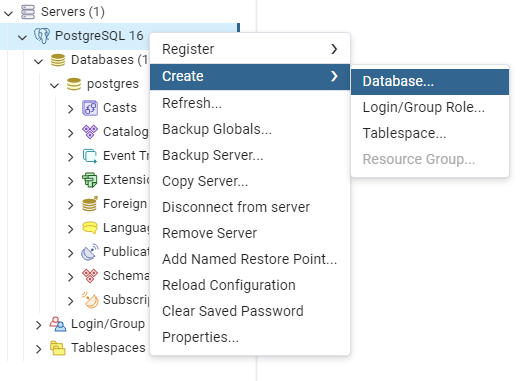 Servers (1)
PostgreSQL 16
Databases (1
postgres
Casts
Catalog
Event Tr
Extension
Foreign
Languag
Publicat
Schema
Subscrip
Login/Group
Tablespaces
Register
Create
Refresh...
Backup Globals...
Backup Server...
Copy Server...
Disconnect from server
Remove Server
Add Named Restore Point...
Reload Configuration
Clear Saved Password
Properties...
Database...
Login/Group Role...
Tablespace...
Resource Group...